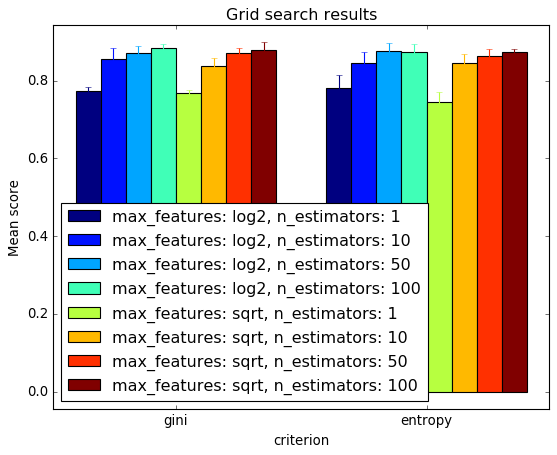 Grid search results
Mean score
0.8
0.6
0.4
0.2
0.0
max_features: log2, n_estimators: 1
max_features: log2, n_estimators: 10
max_features: log2, n_estimators: 50
max_features: log2, n_estimators: 100
max_features: sqrt, n_estimators: 1
max_features: sqrt, n_estimators: 10
max_features: sqrt, n_estimators: 50
max_features: sqrt, n_estimators: 100
gini
entropy
criterion